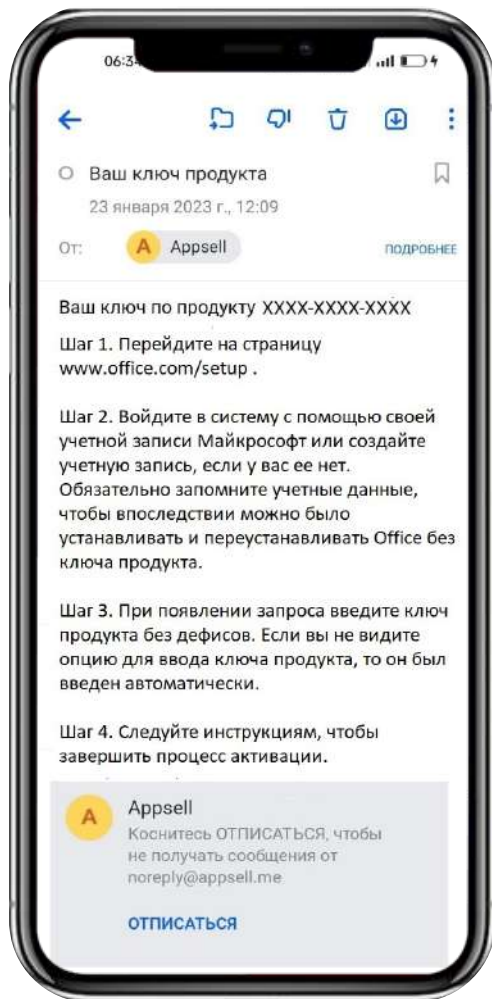 06:34
Ваш ключ продукта
23 января 2023 г., 12:09
От:
A
Appsell
ПОДРОБНЕЕ
Ваш ключ по продукту XXXX-XXXX-XXXX
Шаг 1. Перейдите на страницу
www.office.com/setup .
Шаг 2. Войдите в систему с помощью своей
учетной записи Майкрософт или создайте
учетную запись, если у вас ее нет.
Обязательно запомните учетные данные,
чтобы впоследствии можно было
устанавливать и переустанавливать Office без
ключа продукта.
Шаг 3. При появлении запроса введите ключ
продукта без дефисов. Если вы не видите
опцию для ввода ключа продукта, то он был
введен автоматически.
Шаг 4. Следуйте инструкциям, чтобы
завершить процесс активации.
A
Appsell
Коснитесь ОТПИСАТЬСЯ, чтобы
не получать сообщения от
noreply@appsell.me
ОТПИСАТЬСЯ